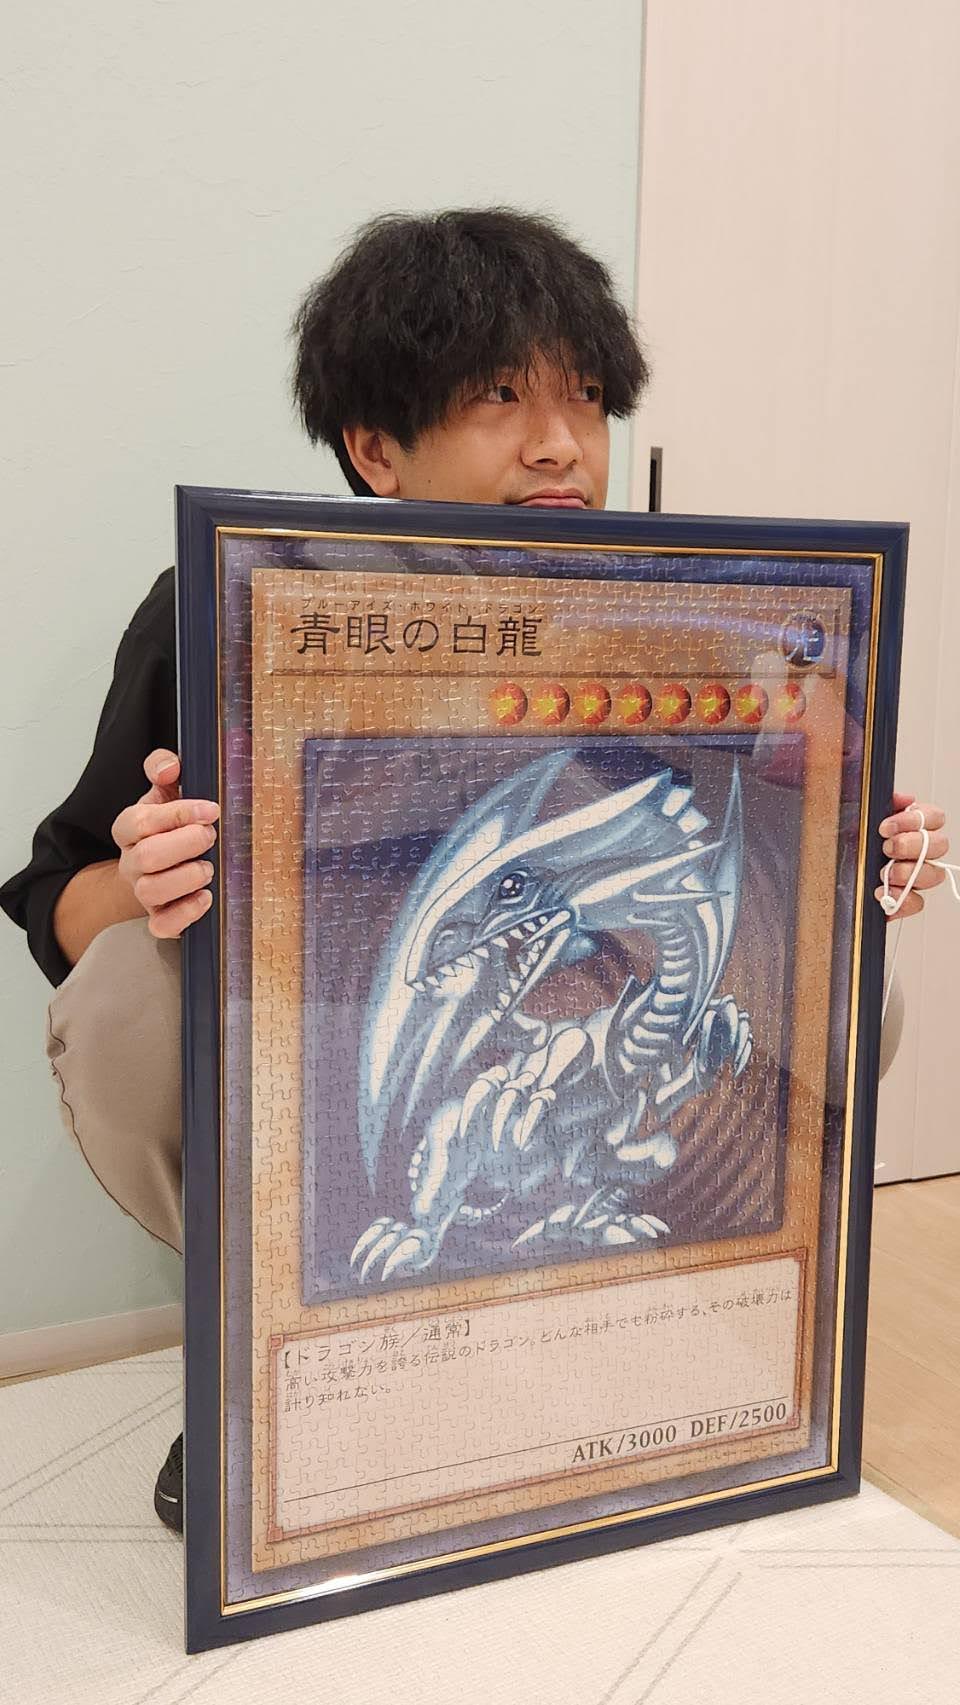 ブルーアイズ・ホワイト・ドラゴン
青眼の白龍
光
【ドラゴン族／通常】
高い攻撃力を誇る伝説のドラゴン。どんな相手でも粉砕する、その破壊力は
計り知れない。
ATK/3000 DEF/2500